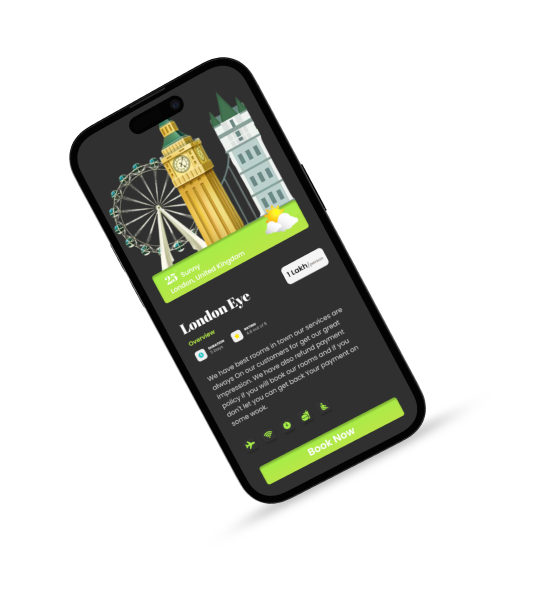 25 Sunny
London, United Kingdom
London Eye
1 Lakh/person
Overview
DURATION
5 Days
RATING
4.8 out of 5
We have best rooms in town our services are
always On our customers for get our great
impression. We have also refund payment
policy if you will book our rooms and if you
don't let you can get back Your payment on
some wook.
Book Now